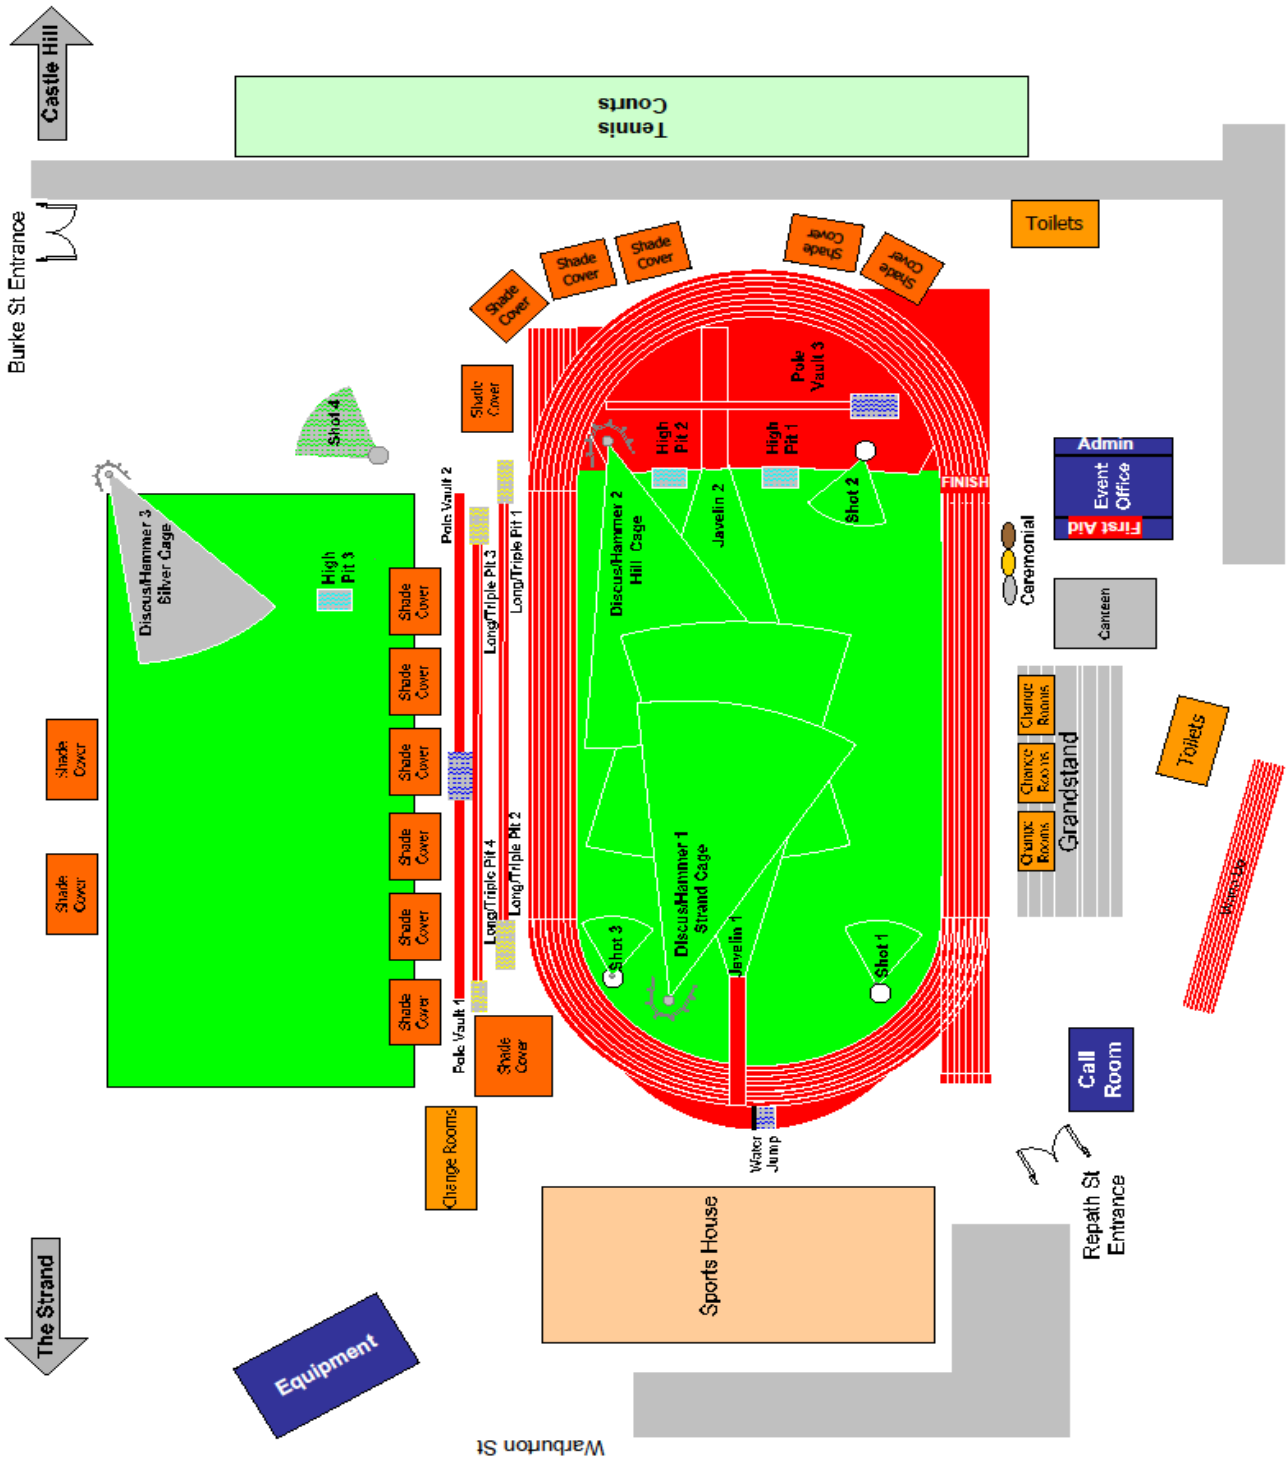 Castle Hill
Burke St Entrance
Tennis
Courts
Toilets
Shade
Cover
Shade
Cover
Shade
Cover
Shade
Cover
Shade
Cover
Shade
Cover
Shot 4
Discus/Hammer 3
Silver Cage
High
Pit 3
Pole Vault 2
Long/Triple Pit 3
Long/Triple Pit 1
Discus/Hammer 2
Hill Cage
High
Pit 2
Javelin 2
High
Pit 1
Pole
Vault 3
Shot 2
FINISH
Admin
Event
Office
First Aid
Ceremonial
Canteen
Shade
Cover
Shade
Cover
Shade
Cover
Shade
Cover
Shade
Cover
Shade
Cover
Shade
Cover
Shade
Cover
Shade
Cover
Long/Triple Pit 4
Long/Triple Pit 2
Pole Vault 1
Discus/Hammer 1
Strand Cage
Shot 3
Javelin 1
Shot 1
Change
Rooms
Change
Rooms
Change
Rooms
Grandstand
Toilets
Warm Up
Call
Room
Water
Jump
Change Rooms
Repath St
Entrance
Sports House
The Strand
Equipment
Warburton St